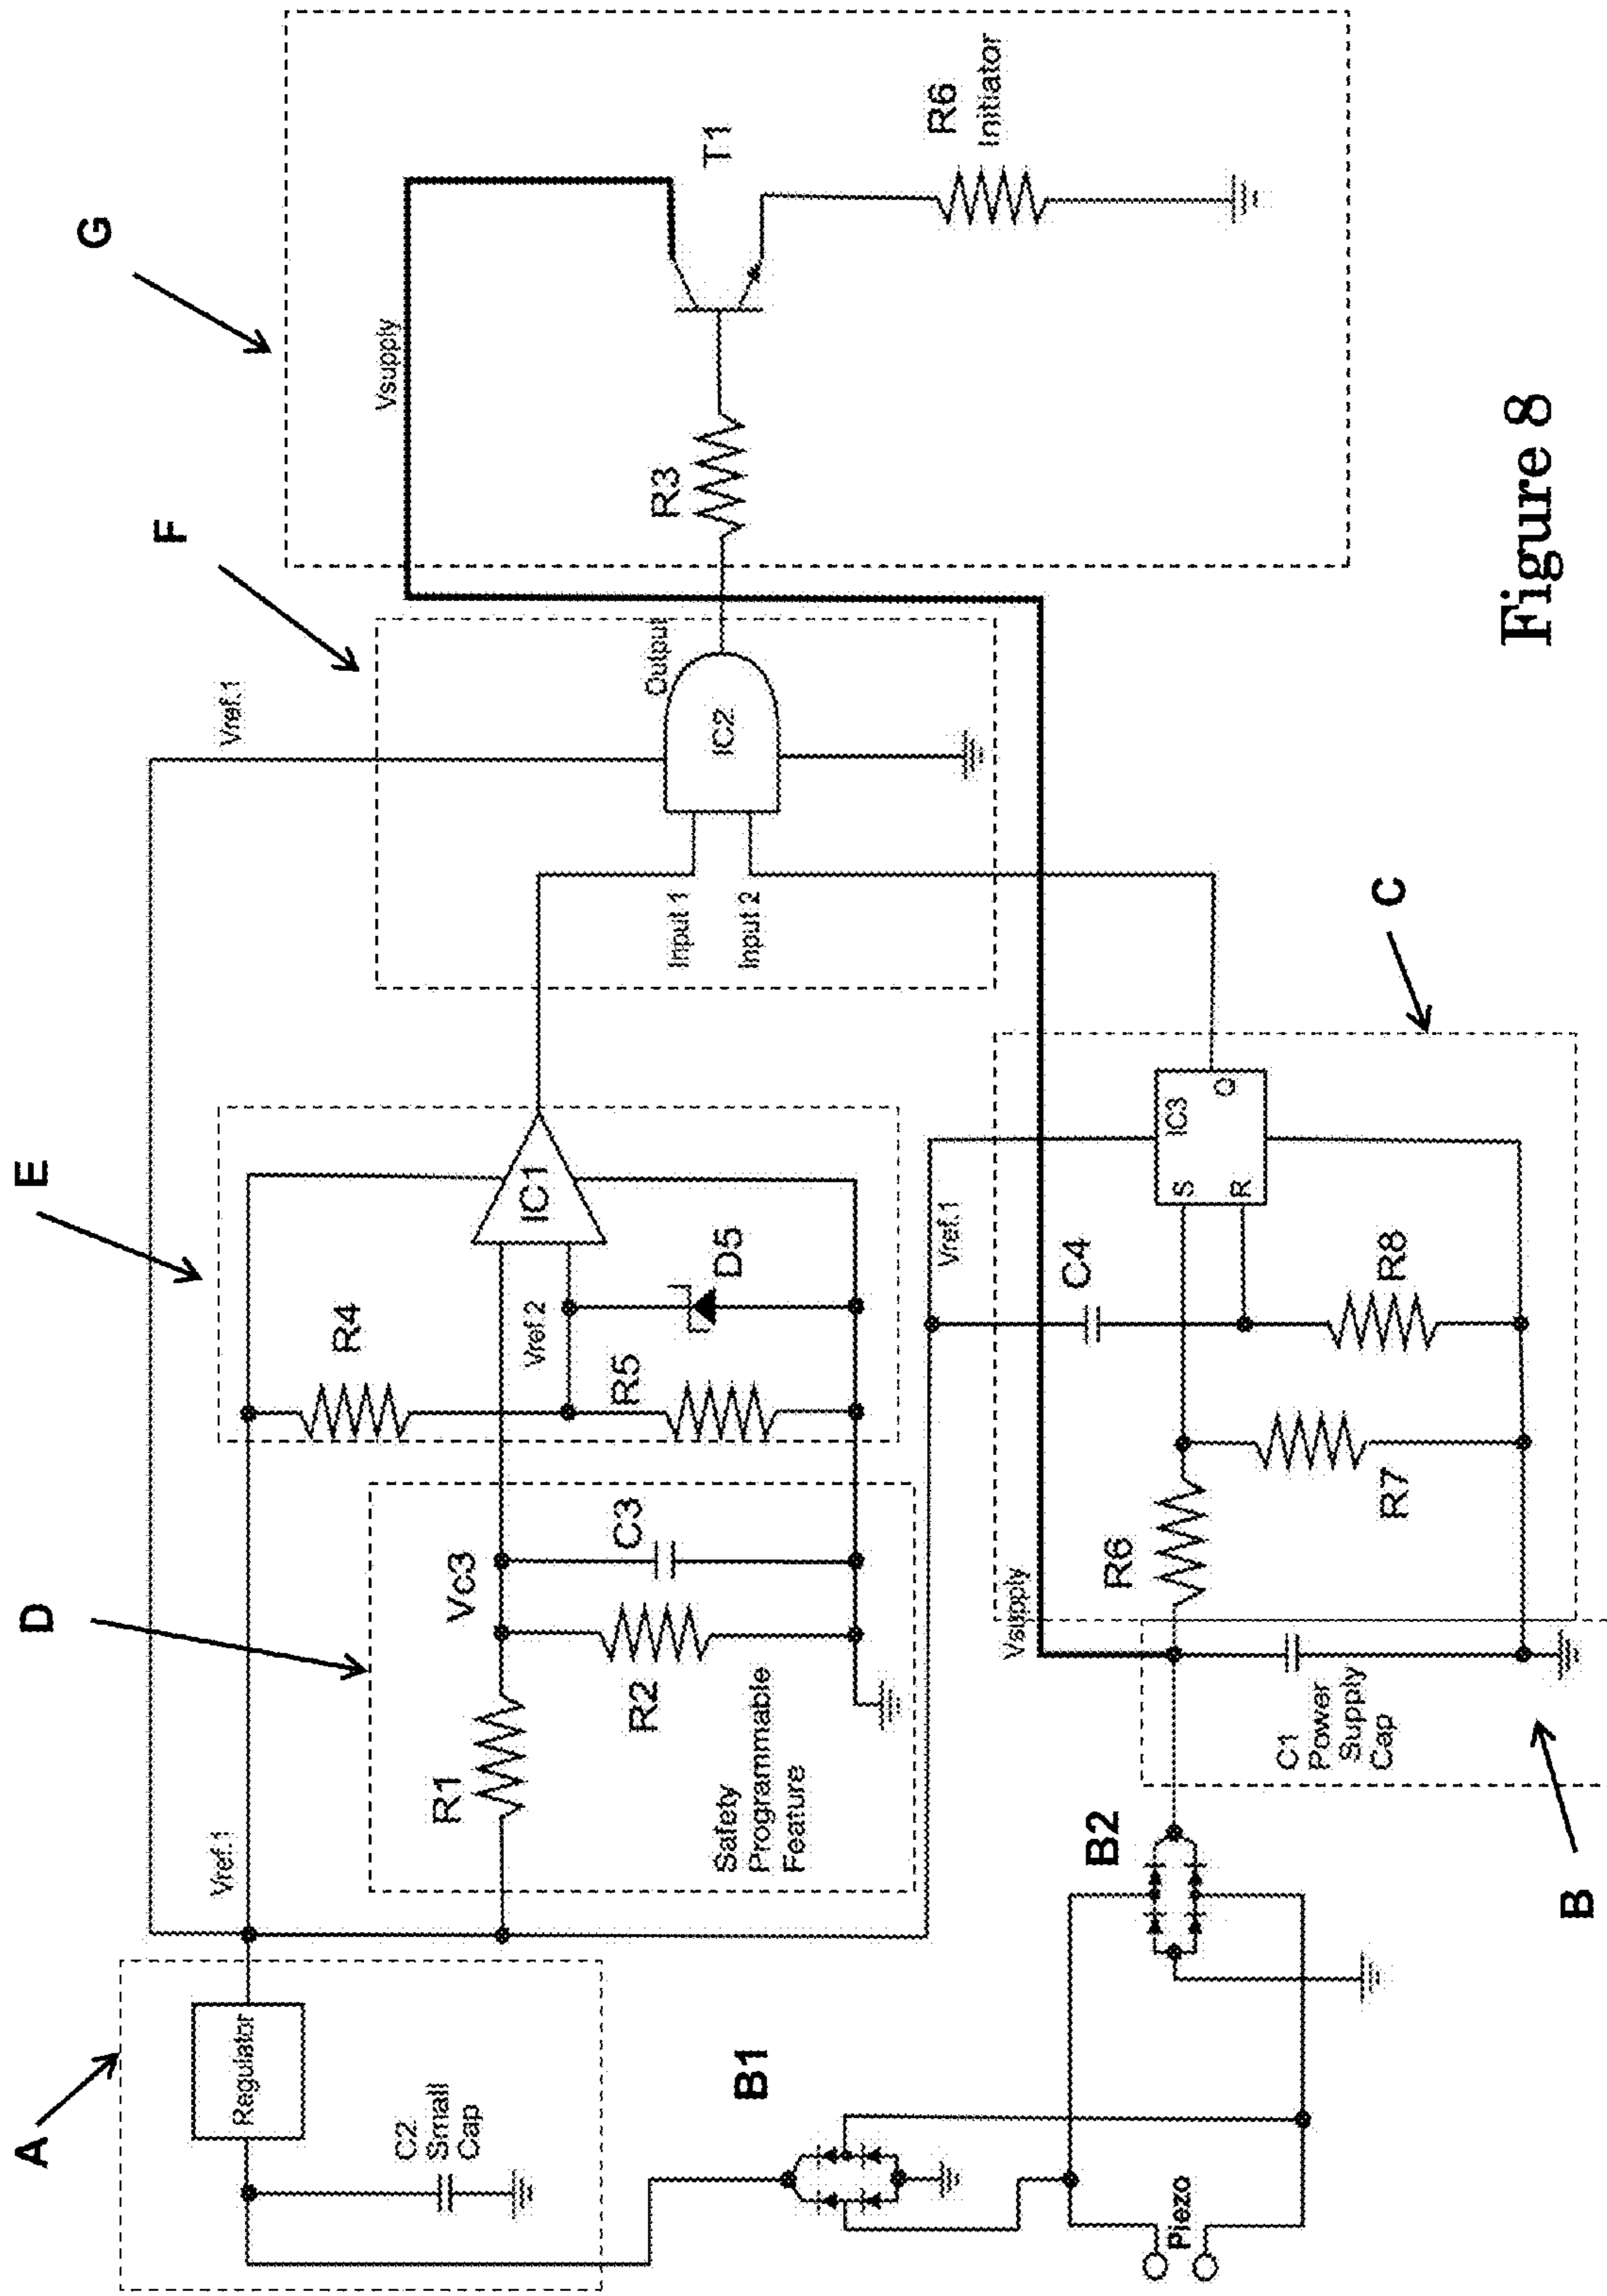 A
B
C
D
E
F
G
Regulator
C2
Small
Cap
B1
Piezo
B2
Vref.1
Vref.1
R1
Vc3
R2
C3
Safety
Programmable
Feature
R4
Vref.2
R5
D5
IC1
Input 1
Input 2
IC2
Output
Vsupply
R3
T1
R6
Initiator
Vref.1
C4
IC3
S
R
Q
Vsupply
R6
R7
R8
C1
Power
Supply
Cap
Figure 8